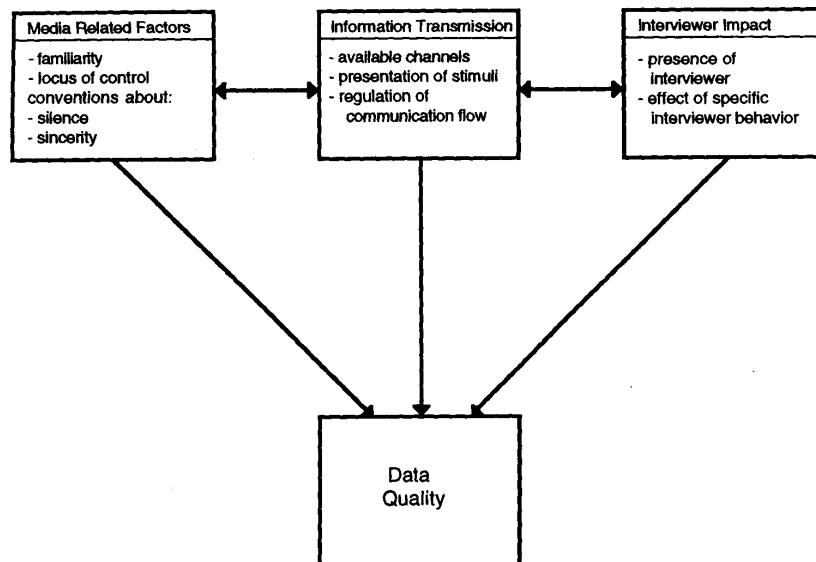 Media Related Factors
- familiarity
- locus of control
conventions about:
- silence
- sincerity
Information Transmission
- available channels
- presentation of stimuli
- regulation of
communication flow
Interviewer Impact
- presence of
interviewer
- effect of specific
interviewer behavior
Data
Quality